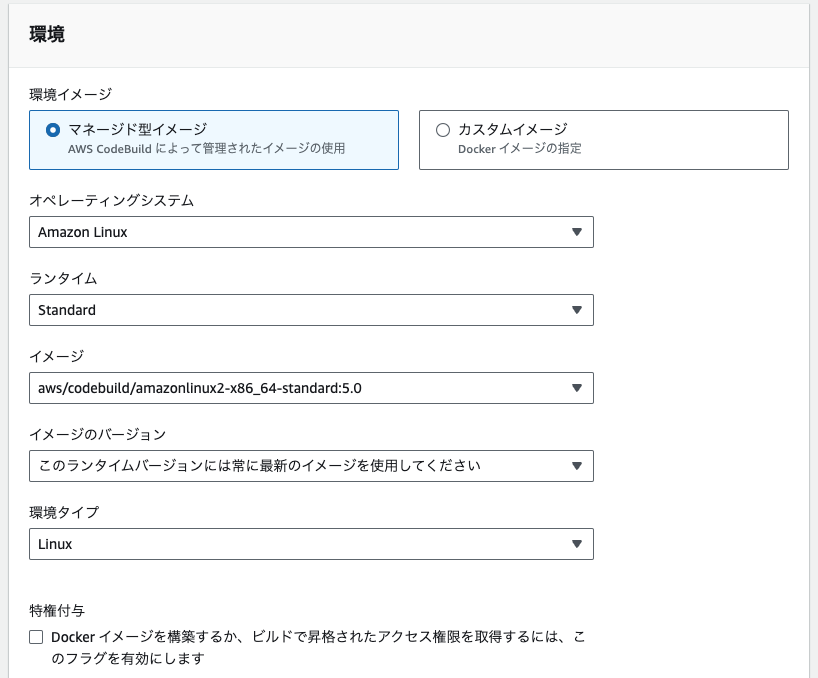 環境
環境イメージ
マネージド型イメージ
AWS CodeBuild によって管理されたイメージの使用
カスタムイメージ
Docker イメージの指定
オペレーティングシステム
Amazon Linux
ランタイム
Standard
イメージ
aws/codebuild/amazonlinux2-x86_64-standard:5.0
イメージのバージョン
このランタイムバージョンには常に最新のイメージを使用してください
環境タイプ
Linux
特権付与
Docker イメージを構築するか、ビルドで昇格されたアクセス権限を取得するには、こ
のフラグを有効にします